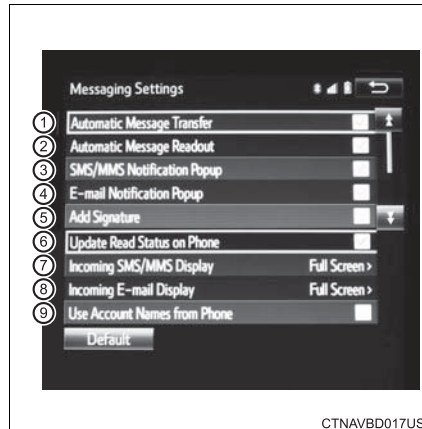 Messaging Settings
① Automatic Message Transfer
② Automatic Message Readout
③ SMS/MMS Notification Popup
④ E-mail Notification Popup
⑤ Add Signature
⑥ Update Read Status on Phone
⑦ Incoming SMS/MMS Display Full Screen >
⑧ Incoming E-mail Display Full Screen >
⑨ Use Account Names from Phone
Default
CTNAVBD017US